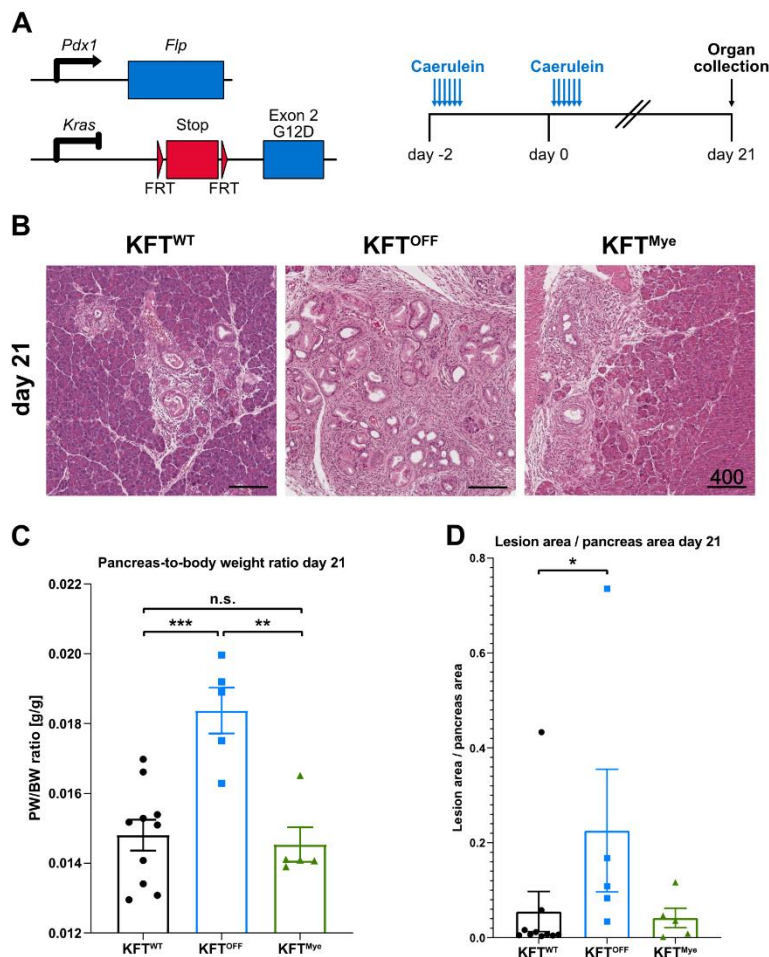 A
Pdx1
Flp
Kras
Stop
Exon 2
G12D
FRT
FRT
Caerulein
Caerulein
Organ
collection
day -2
day 0
day 21
B
KFT^WT
KFT^OFF
KFT^Mye
day 21
400
C
Pancreas-to-body weight ratio day 21
n.s.
***
**
PW/BW ratio [g/g]
0.022
0.020
0.018
0.016
0.014
0.012
KFT^WT
KFT^OFF
KFT^Mye
D
Lesion area / pancreas area day 21
*
Lesion area / pancreas area
0.8
0.6
0.4
0.2
0.0
KFT^WT
KFT^OFF
KFT^Mye